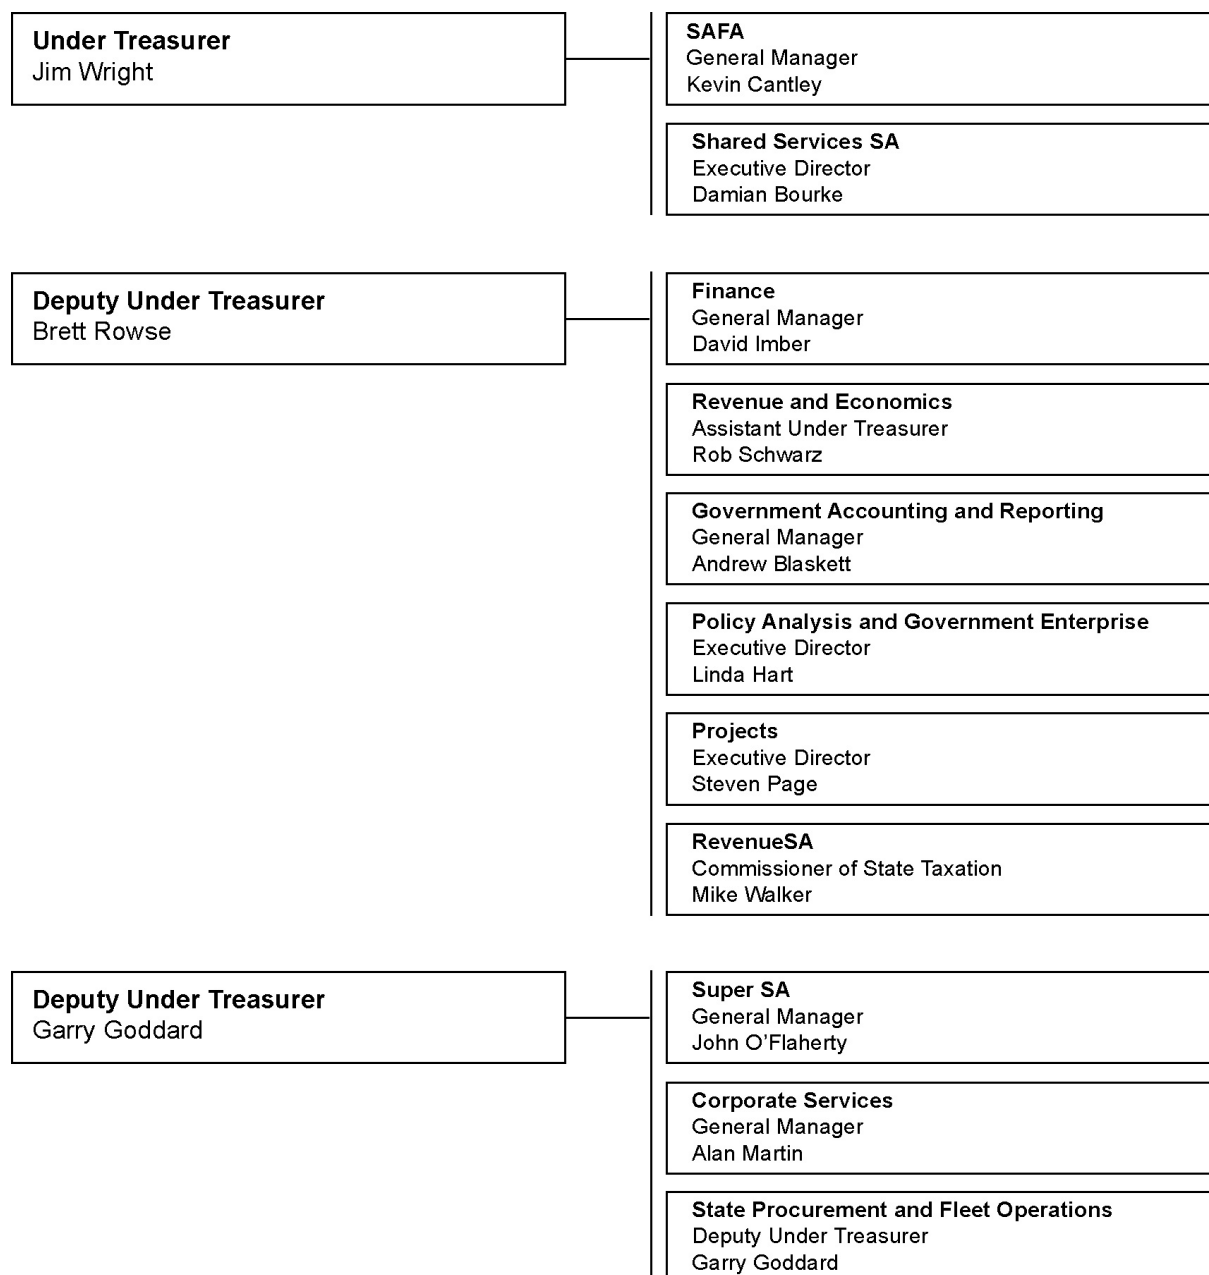 Under Treasurer
Jim Wright
SAFA
General Manager
Kevin Cantley
Shared Services SA
Executive Director
Damian Bourke
Deputy Under Treasurer
Brett Rowse
Finance
General Manager
David Imber
Revenue and Economics
Assistant Under Treasurer
Rob Schwarz
Government Accounting and Reporting
General Manager
Andrew Blaskett
Policy Analysis and Government Enterprise
Executive Director
Linda Hart
Projects
Executive Director
Steven Page
RevenueSA
Commissioner of State Taxation
Mike Walker
Deputy Under Treasurer
Garry Goddard
Super SA
General Manager
John O'Flaherty
Corporate Services
General Manager
Alan Martin
State Procurement and Fleet Operations
Deputy Under Treasurer
Garry Goddard